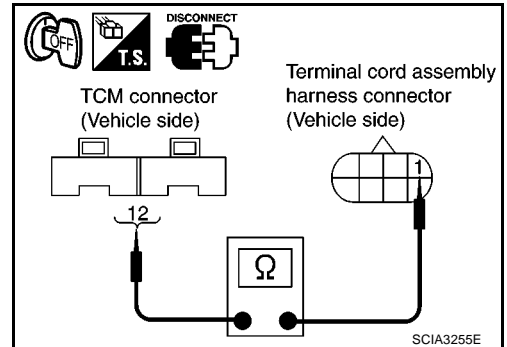 OFF
T.S.
DISCONNECT
TCM connector
(Vehicle side)
Terminal cord assembly
harness connector
(Vehicle side)
1
12
Ω
SCIA3255E